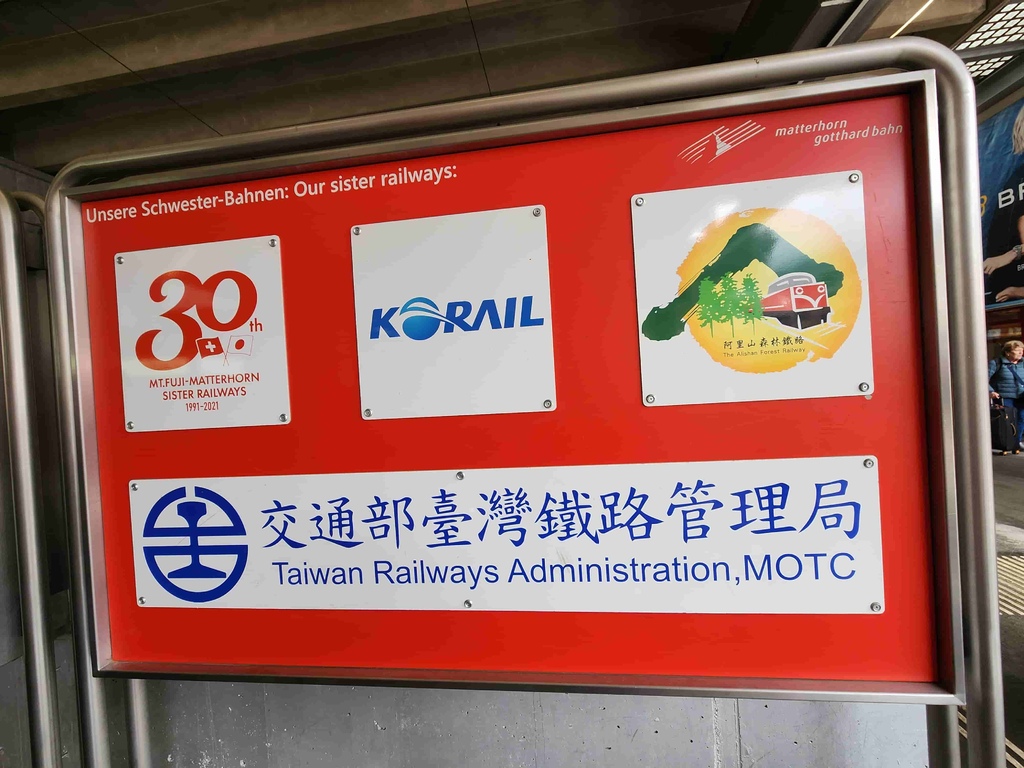 matterhorn
gotthard bahn
Unsere Schwester-Bahnen: Our sister railways:
30th
MT.FUJI-MATTERHORN
SISTER RAILWAYS
1991-2021
KORAIL
阿里山森林鐵路
The Alishan Forest Railway
交通部臺灣鐵路管理局
Taiwan Railways Administration,MOTC